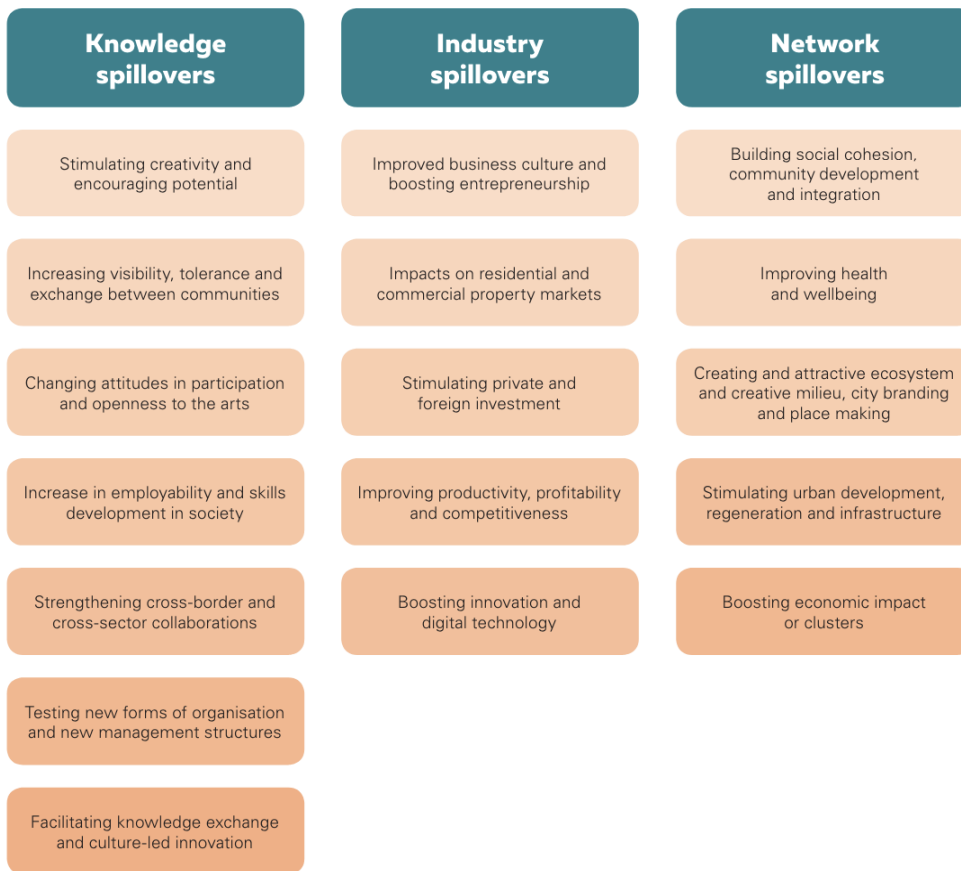 Knowledge
spillovers
Stimulating creativity and
encouraging potential
Increasing visibility, tolerance and
exchange between communities
Changing attitudes in participation
and openness to the arts
Increase in employability and skills
development in society
Strengthening cross-border and
cross-sector collaborations
Testing new forms of organisation
and new management structures
Facilitating knowledge exchange
and culture-led innovation
Industry
spillovers
Improved business culture and
boosting entrepreneurship
Impacts on residential and
commercial property markets
Stimulating private and
foreign investment
Improving productivity, profitability
and competitiveness
Boosting innovation and
digital technology
Network
spillovers
Building social cohesion,
community development
and integration
Improving health
and wellbeing
Creating and attractive ecosystem
and creative milieu, city branding
and place making
Stimulating urban development,
regeneration and infrastructure
Boosting economic impact
or clusters